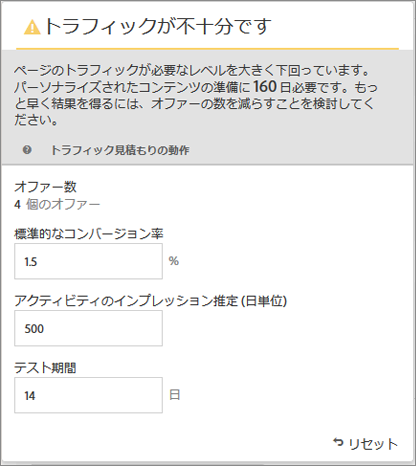 トラフィックが不十分です
ページのトラフィックが必要なレベルを大きく下回っています。
パーソナライズされたコンテンツの準備に 160 日必要です。もっ
と早く結果を得るには、オファーの数を減らすことを検討してく
ださい。
トラフィック見積もりの動作
オファー数
4 個のオファー
標準的なコンバージョン率
1.5 %
アクティビティのインプレッション推定 (日単位)
500
テスト期間
14 日
リセット